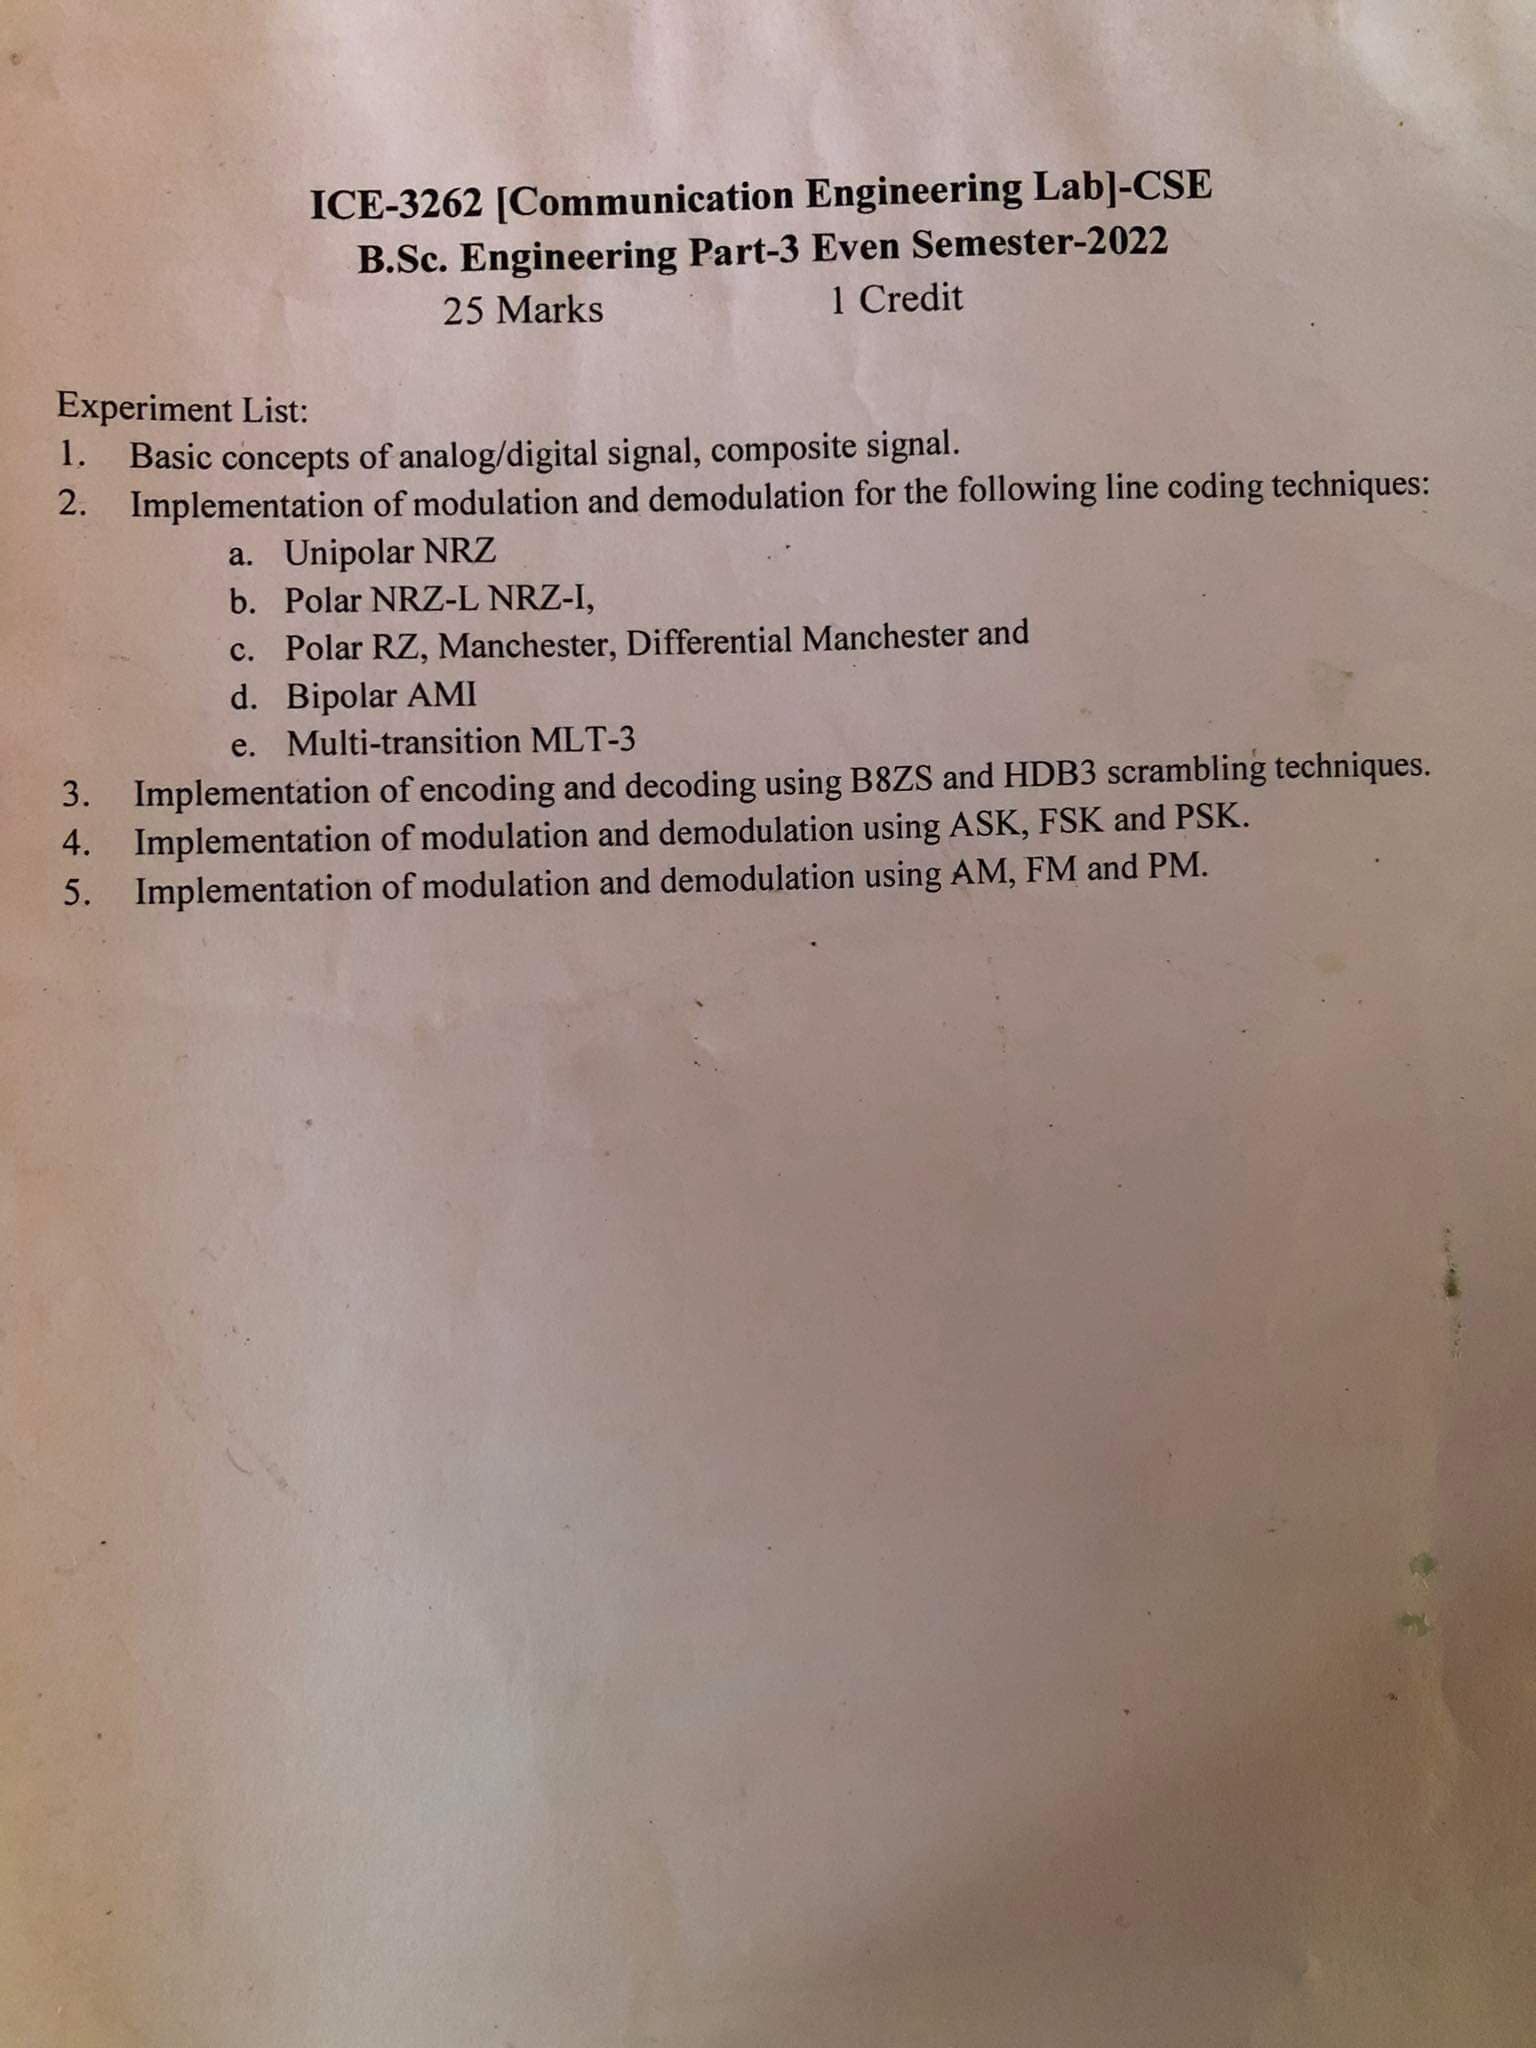 ICE-3262 [Communication Engineering Lab]-CSE
B.Sc. Engineering Part-3 Even Semester-2022
25 Marks 1 Credit
Experiment List:
1. Basic concepts of analog/digital signal, composite signal.
2. Implementation of modulation and demodulation for the following line coding techniques:
a. Unipolar NRZ
b. Polar NRZ-L NRZ-I,
c. Polar RZ, Manchester, Differential Manchester and
d. Bipolar AMI
e. Multi-transition MLT-3
3. Implementation of encoding and decoding using B8ZS and HDB3 scrambling techniques.
4. Implementation of modulation and demodulation using ASK, FSK and PSK.
5. Implementation of modulation and demodulation using AM, FM and PM.